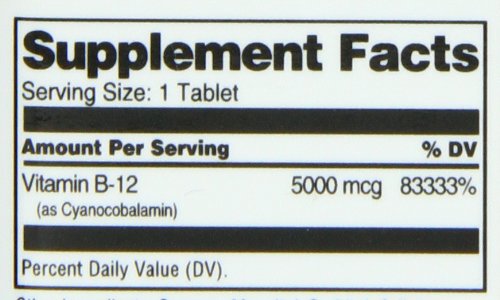 Supplement Facts
Serving Size: 1 Tablet
Amount Per Serving % DV
Vitamin B-12 5000 mcg 83333%
(as Cyanocobalamin)
Percent Daily Value (DV).